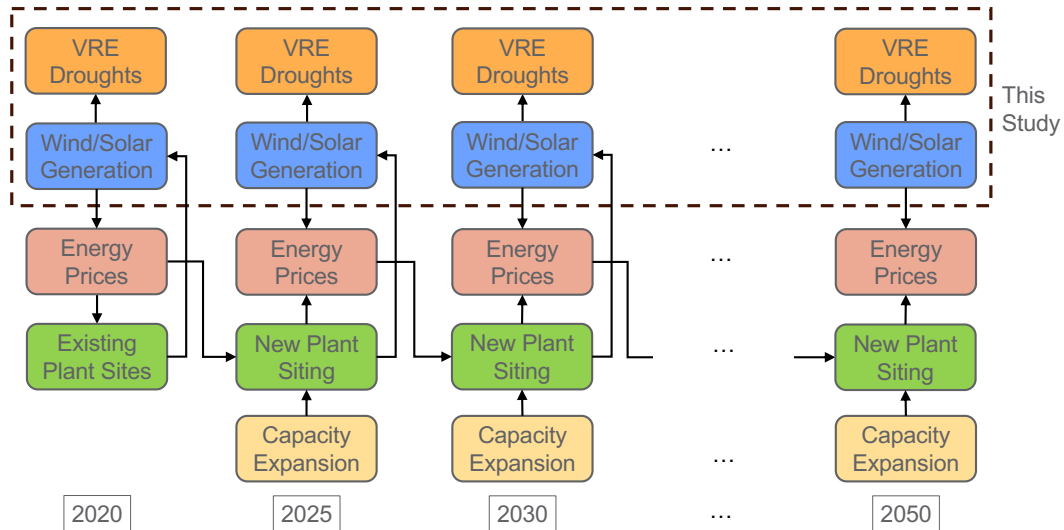 VRE
Droughts
VRE
Droughts
VRE
Droughts
VRE
Droughts
This
Study
Wind/Solar
Generation
Wind/Solar
Generation
Wind/Solar
Generation
...
Wind/Solar
Generation
Energy
Prices
Energy
Prices
Energy
Prices
...
Energy
Prices
Existing
Plant Sites
New Plant
Siting
New Plant
Siting
...
New Plant
Siting
Capacity
Expansion
Capacity
Expansion
...
Capacity
Expansion
2020
2025
2030
...
2050